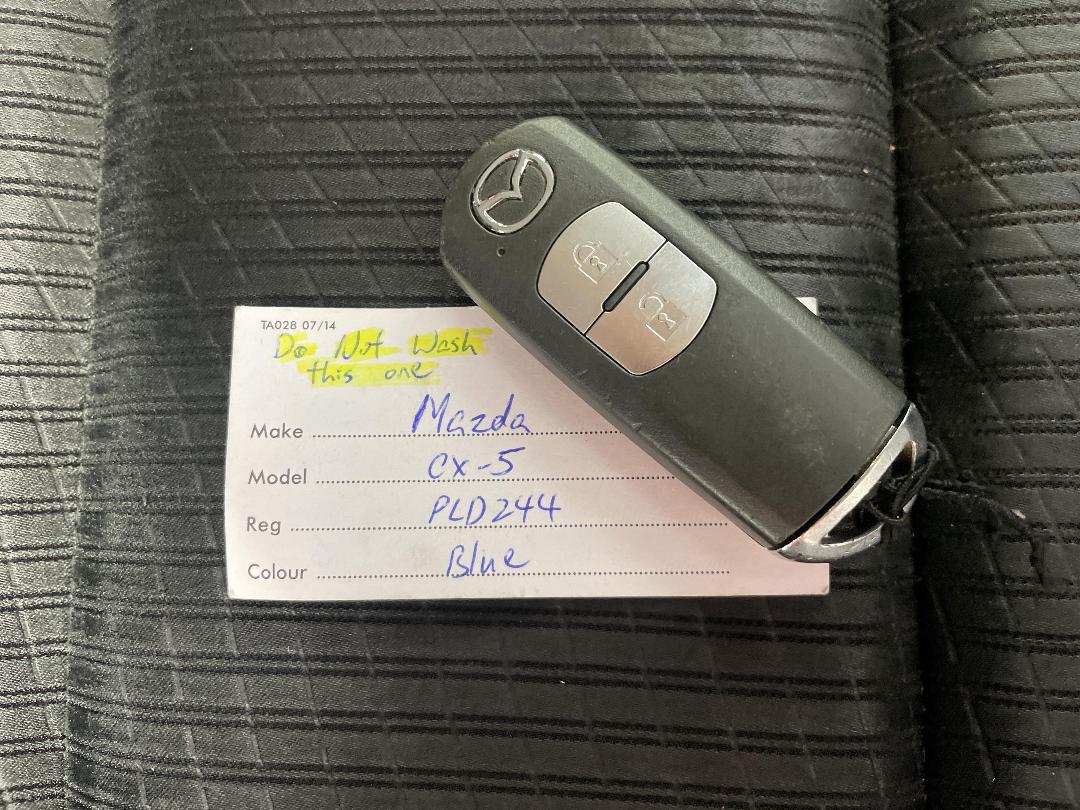 TA028 07/14
Do Not Wash
this one
Make Mazda
Model CX-5
Reg PLD244
Colour Blue